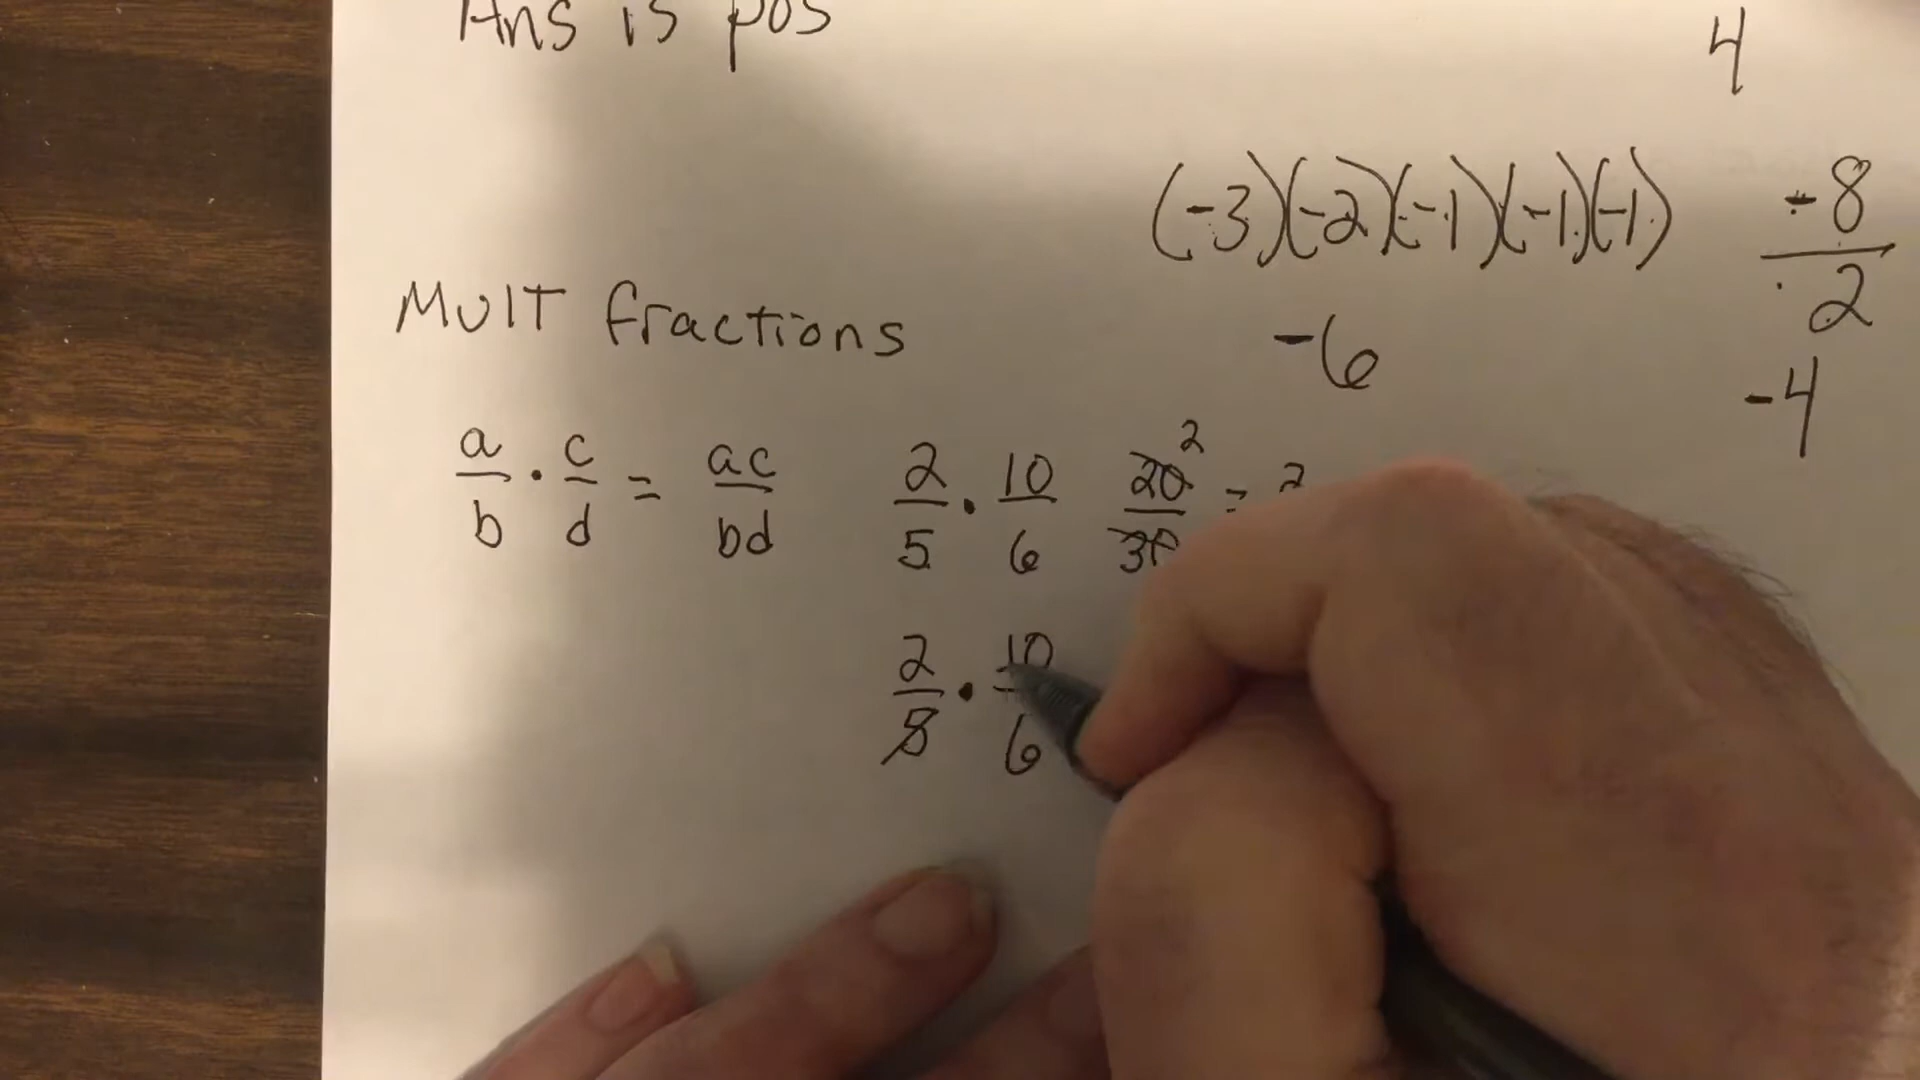 Ans is pos
4
(-3)(-2)(-1)(-1)(-1)
-8
2
-6
-4
Mult fractions
a/b · c/d = ac/bd
2/5 · 10/6 20/30 2 = 2
2/5 · 10/6